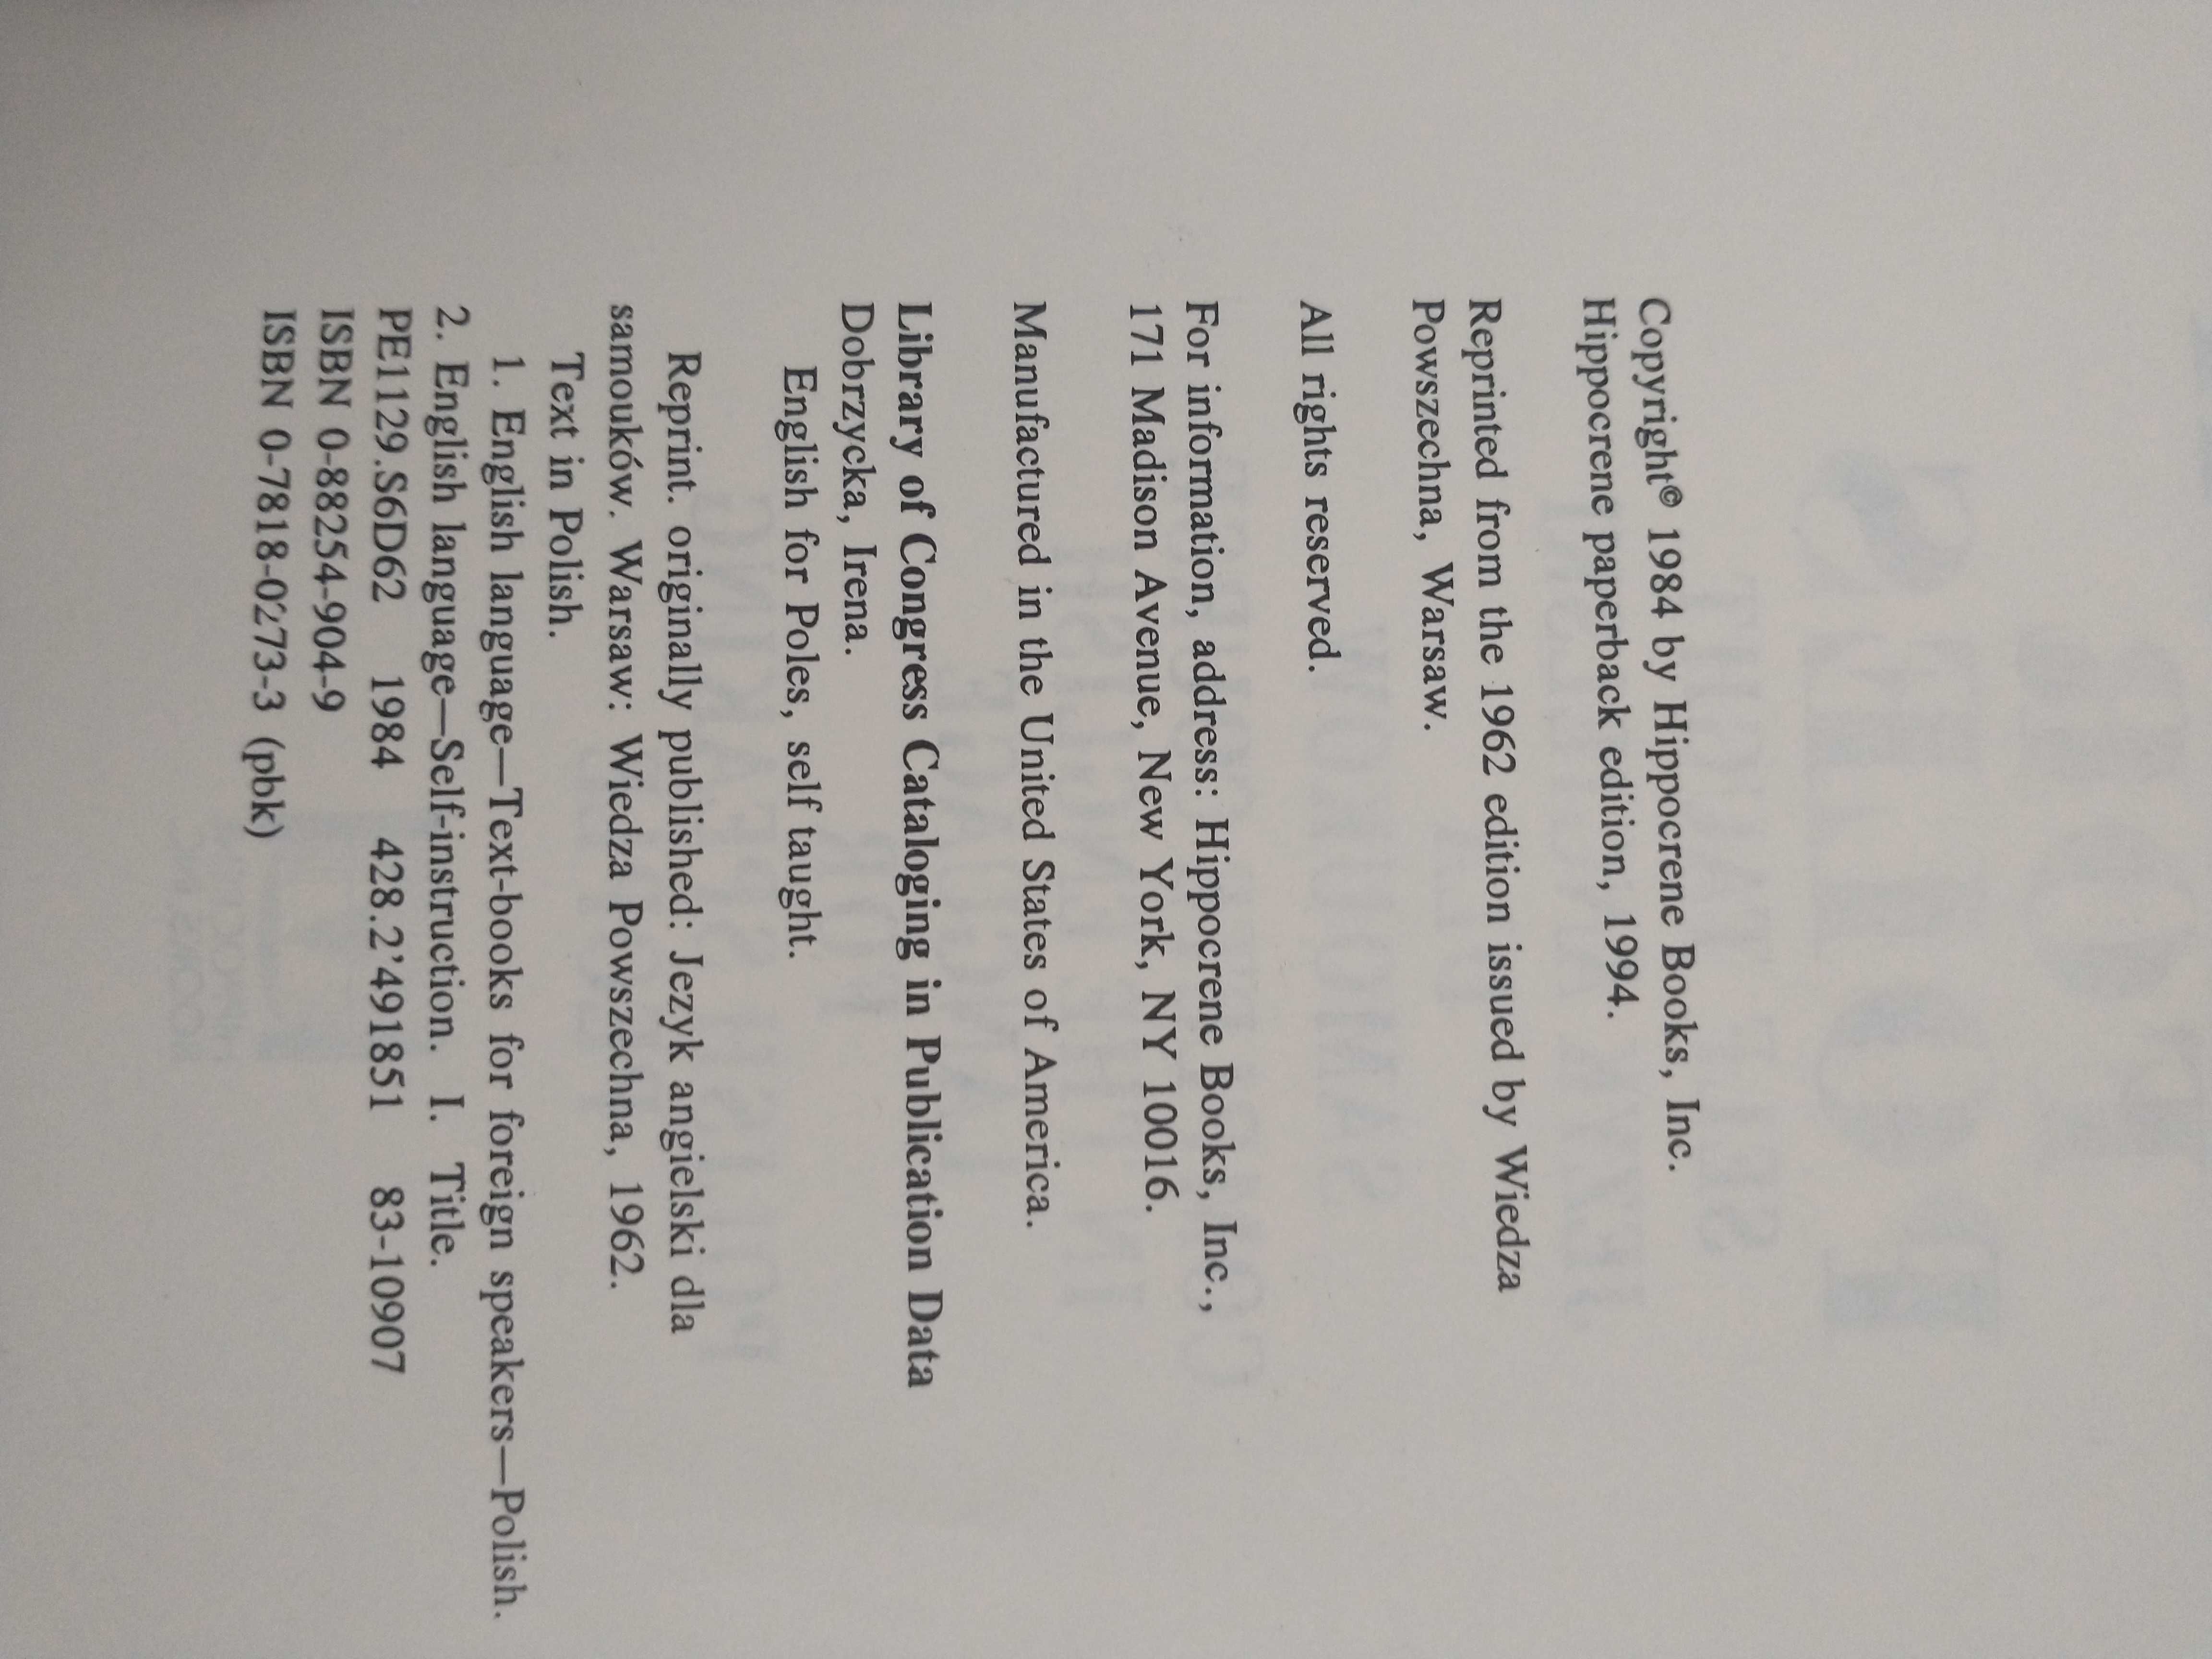 Copyright© 1984 by Hippocrene Books, Inc.
Hippocrene paperback edition, 1994.
Reprinted from the 1962 edition issued by Wiedza
Powszechna, Warsaw.
All rights reserved.
For information, address: Hippocrene Books, Inc.,
171 Madison Avenue, New York, NY 10016.
Manufactured in the United States of America.
Library of Congress Cataloging in Publication Data
Dobrzycka, Irena.
English for Poles, self taught.
Reprint. originally published: Jezyk angielski dla
samouków. Warsaw: Wiedza Powszechna, 1962.
Text in Polish.
1. English language—Text-books for foreign speakers—Polish.
2. English language—Self-instruction. I. Title.
PE1129.S6D62 1984 428.2'491851 83-10907
ISBN 0-88254-904-9
ISBN 0-7818-0273-3 (pbk)